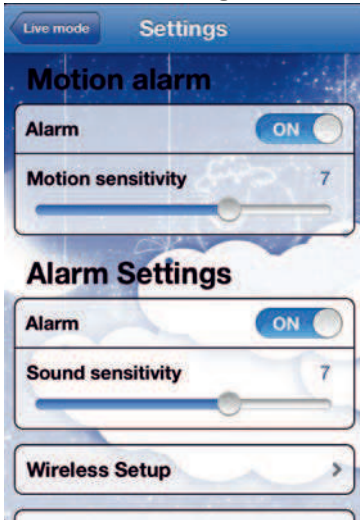 Live mode Settings
Motion alarm
Alarm ON
Motion sensitivity 7
Alarm Settings
Alarm ON
Sound sensitivity 7
Wireless Setup